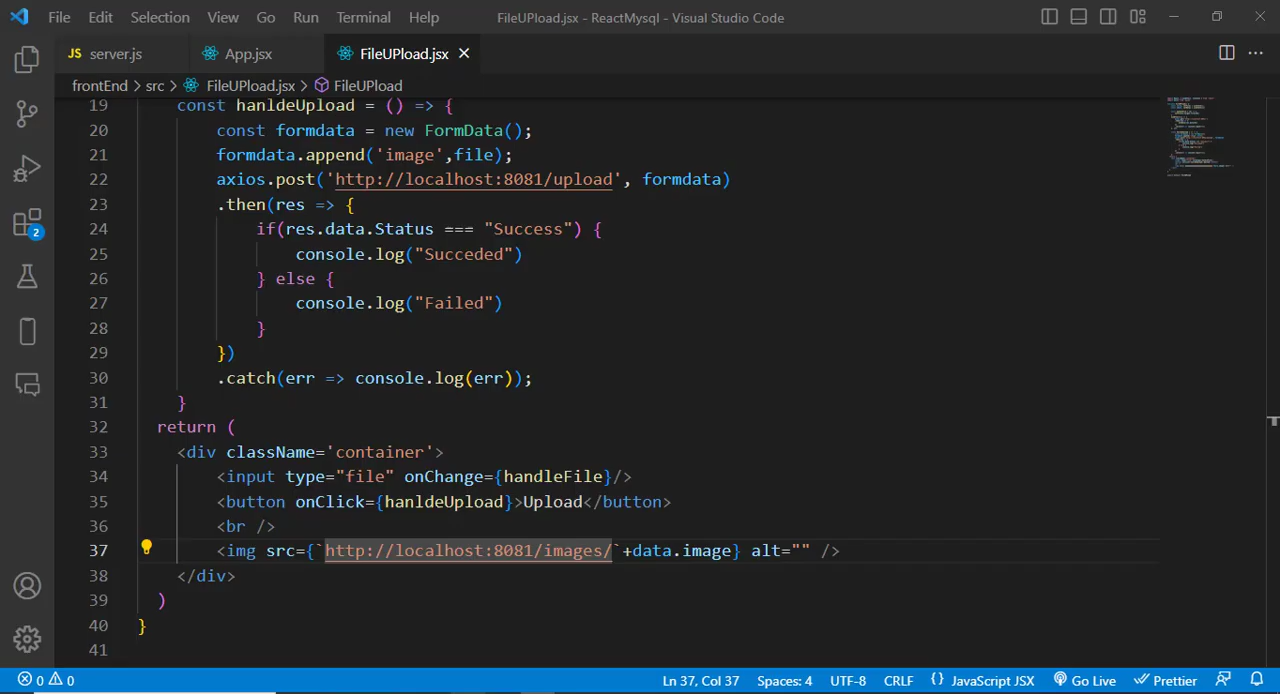 File Edit Selection View Go Run Terminal Help FileUPload.jsx - ReactMysql - Visual Studio Code
JS server.js App.jsx FileUPload.jsx
frontEnd > src > FileUPload.jsx > FileUPload
19 const hanldeUpload = () => {
20 const formdata = new FormData();
21 formdata.append('image',file);
22 axios.post('http://localhost:8081/upload', formdata)
23 .then(res => {
24 if(res.data.Status === "Success") {
25 console.log("Succeded")
26 } else {
27 console.log("Failed")
28 }
29 })
30 .catch(err => console.log(err));
31 }
32 return (
33 <div className='container'>
34 <input type="file" onChange={handleFile}/>
35 <button onClick={hanldeUpload}>Upload</button>
36 <br />
37 <img src={`http://localhost:8081/images/`+data.image} alt="" />
38 </div>
39 )
40 }
41
2
0 0 Ln 37, Col 37 Spaces: 4 UTF-8 CRLF {} JavaScript JSX Go Live Prettier